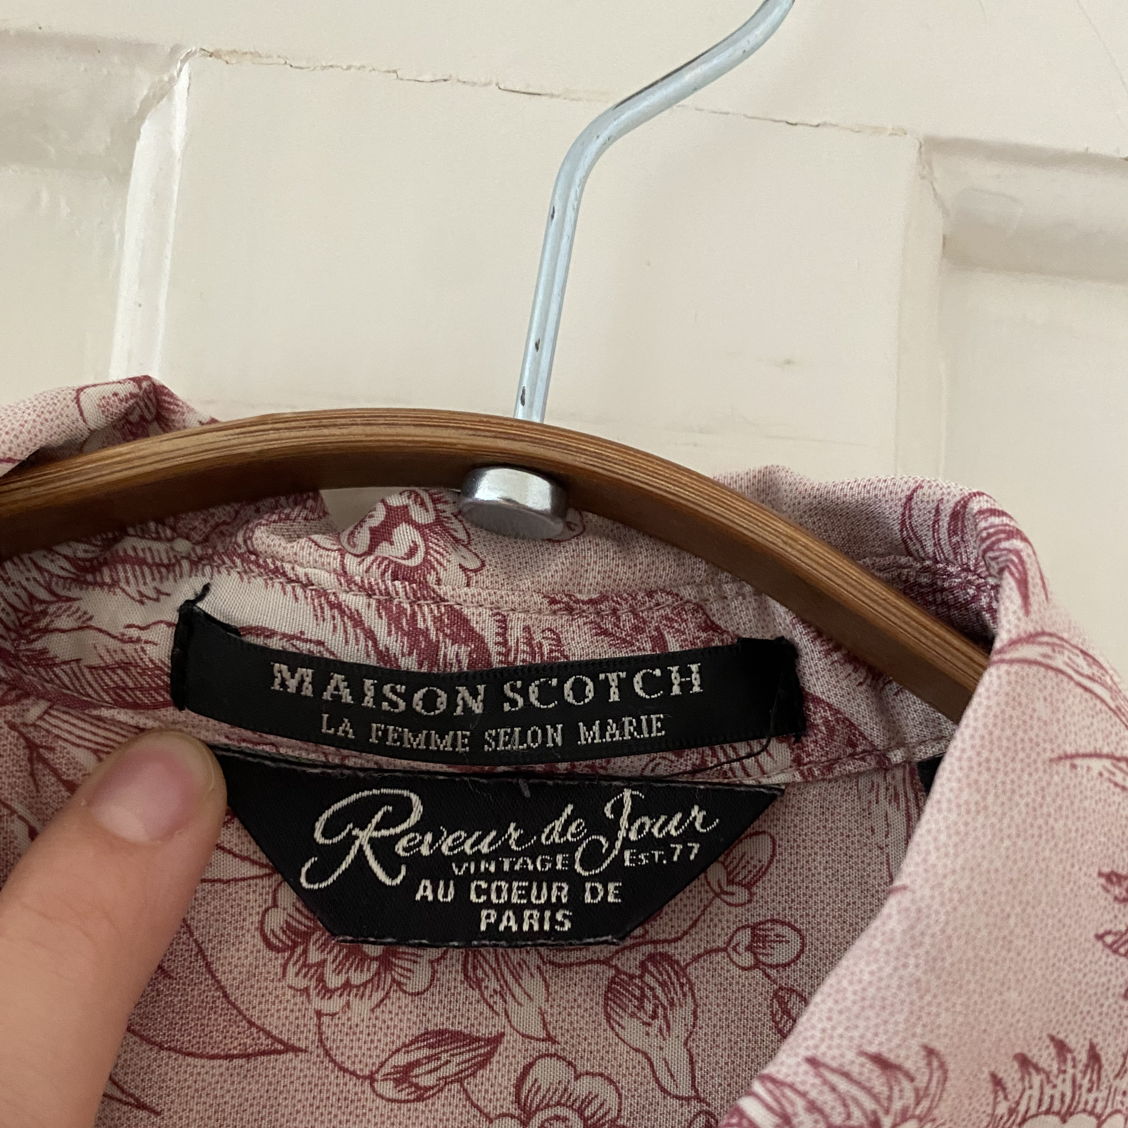 MAISON SCOTCH
LA FEMME SELON MARIE
Reveur de Jour
VINTAGE EST.77
AU COEUR DE
PARIS